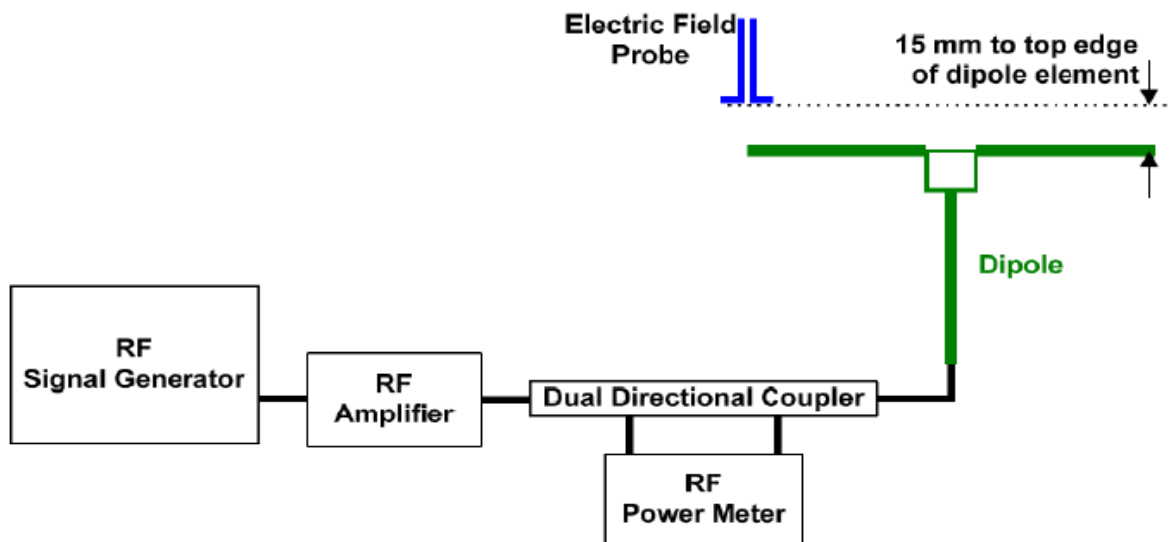 Electric Field
Probe
15 mm to top edge
of dipole element
Dipole
RF
Signal Generator
RF
Amplifier
Dual Directional Coupler
RF
Power Meter